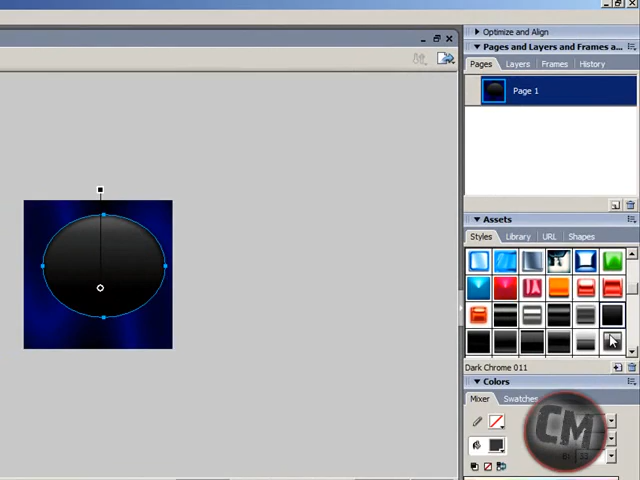 Optimize and Align
Pages and Layers and Frames a...
Pages Layers Frames History
Page 1
Assets
Styles Library URL Shapes
Dark Chrome 011
Colors
Mixer Swatches
CM